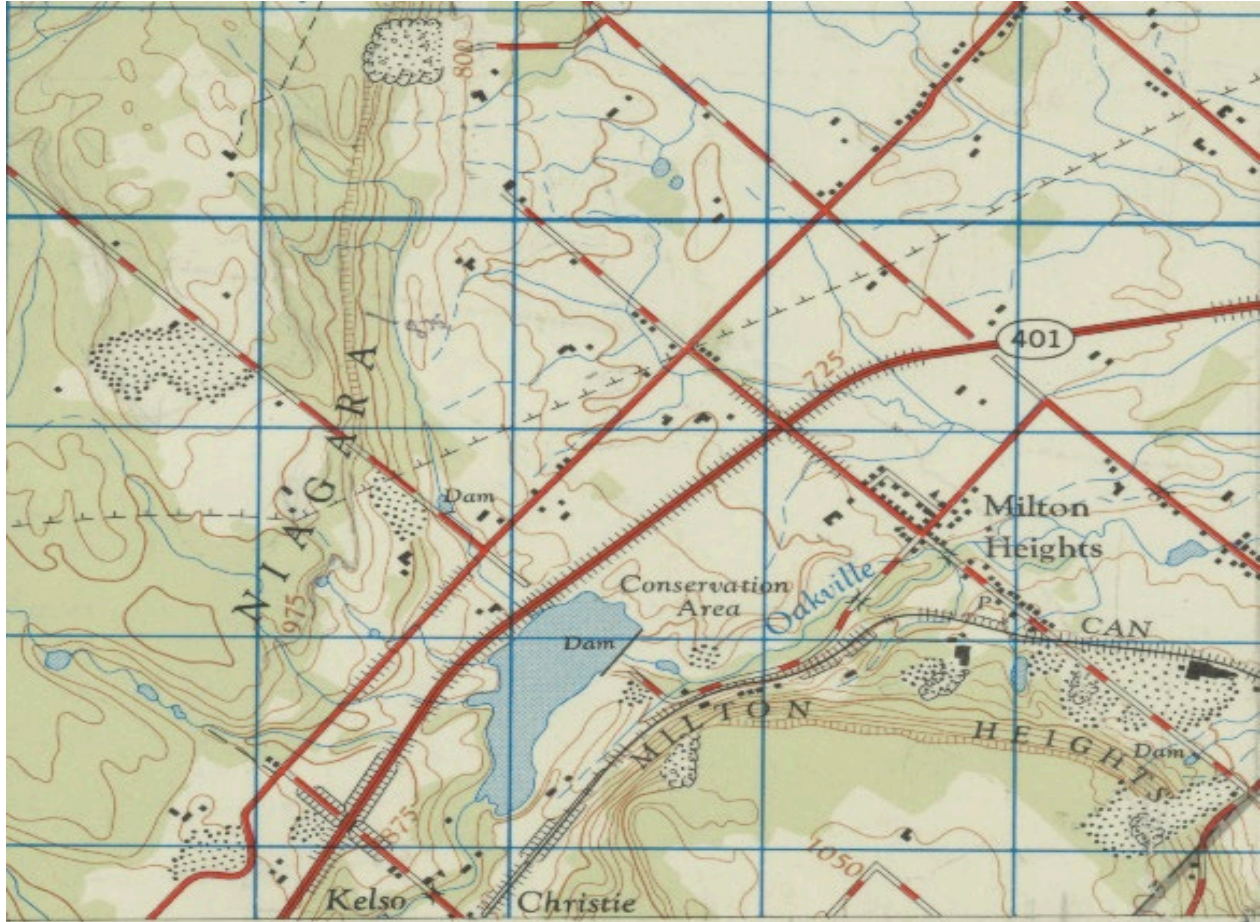 800
401
725
NIAGARA
Dam
Milton
Heights
975
Conservation
Area
Oakville
P
CAN
Dam
MILTON
HEIGHTS
Dam
875
1050
Kelso
Christie